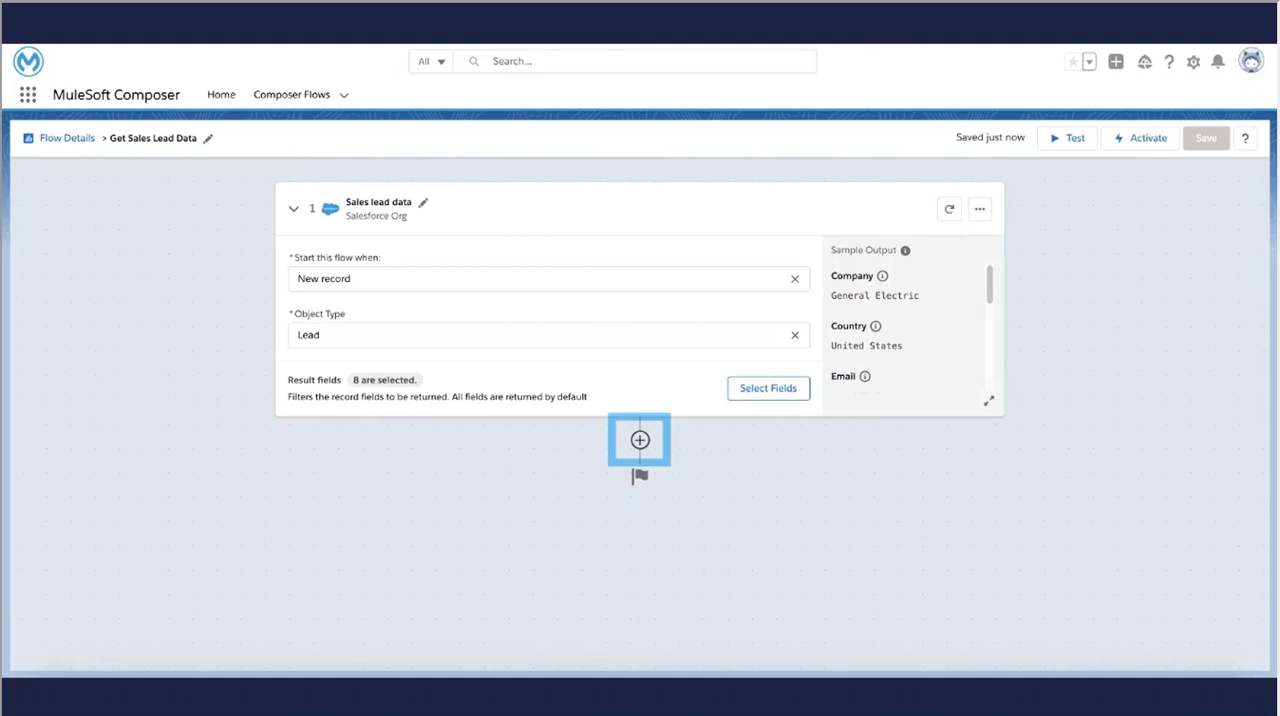 All
Search...
MuleSoft Composer
Home
Composer Flows
Flow Details > Get Sales Lead Data
Saved just now
Test
Activate
Save
?
1
Sales lead data
Salesforce Org
* Start this flow when:
New record
* Object Type
Lead
Result fields 8 are selected.
Filters the record fields to be returned. All fields are returned by default
Select Fields
Sample Output
Company
General Electric
Country
United States
Email